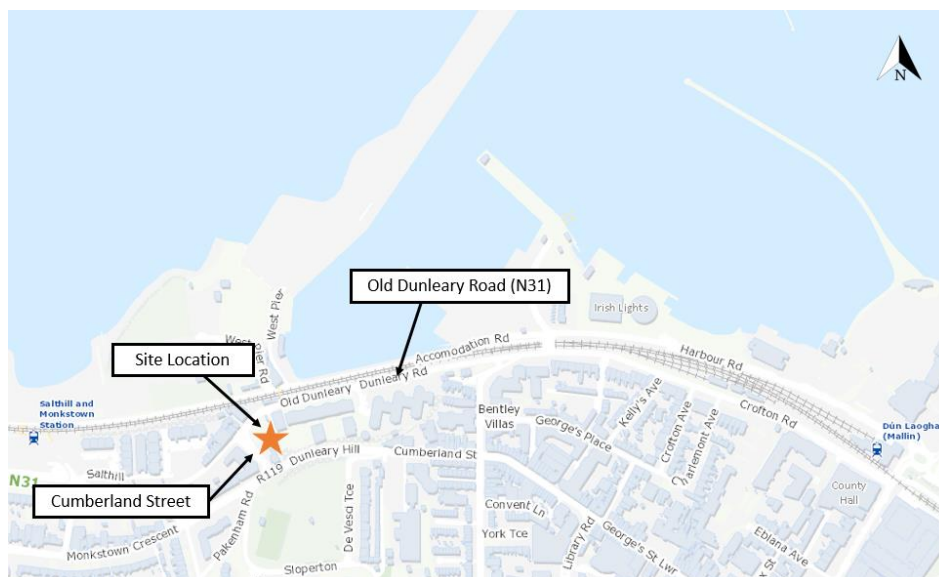 N
Irish Lights
Old Dunleary Road (N31)
West Pier
West Pier Rd
Accomodation Rd
Harbour Rd
Site Location
Old Dunleary
Dunleary Rd
Salthill and
Monkstown
Station
Kelly's Ave
Crofton Ave
Crofton Rd
Charlemont Ave
Bentley
Villas
George's Place
Dún Laogha
(Mallin)
Dunleary Hill
R119
Cumberland St
Salthill
N31
Cumberland Street
County
Hall
Pakenham Rd
De Vesci Tce
Convent Ln
York Tce
Library Rd
George's St Lwr
Eblana Ave
Monkstown Crescent
Sloperton